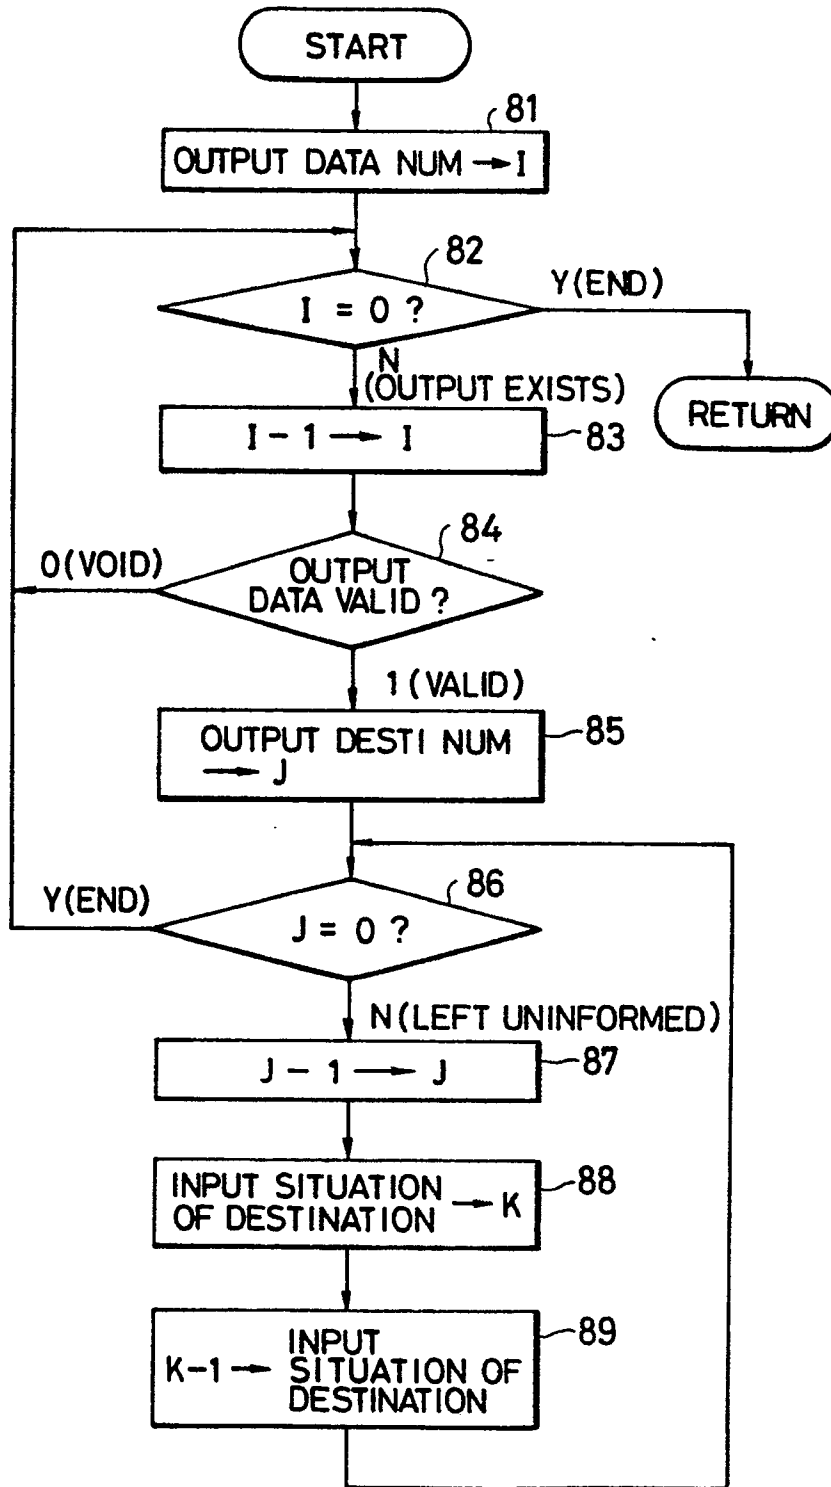 START
81
OUTPUT DATA NUM → I
82
I = 0 ?
Y(END)
N
(OUTPUT EXISTS)
RETURN
I - 1 → I
83
84
0(VOID)
OUTPUT
DATA VALID ?
1 (VALID)
OUTPUT DESTI NUM
→ J
85
86
Y(END)
J = 0 ?
N(LEFT UNINFORMED)
J - 1 → J
87
INPUT SITUATION
OF DESTINATION → K
88
89
INPUT
K-1 → SITUATION OF
DESTINATION